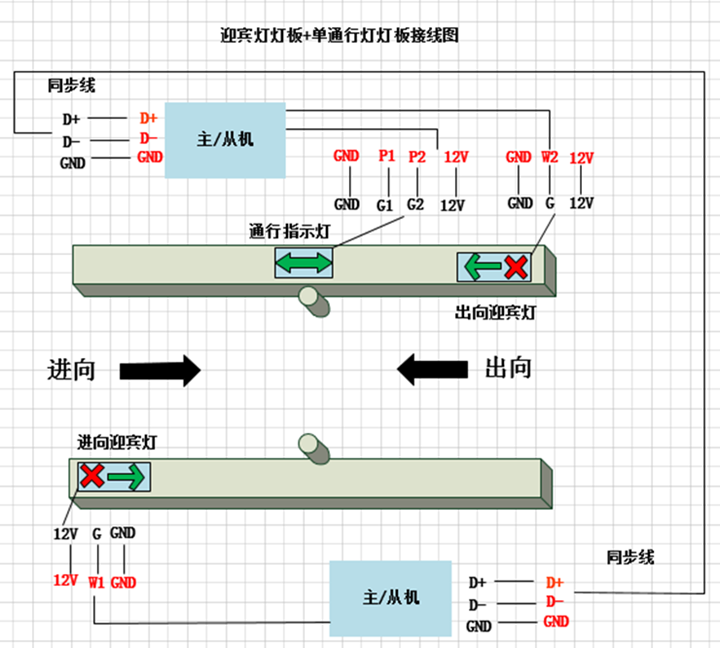 迎宾灯灯板+单通行灯灯板接线图
同步线
D+ D+
D- D-
GND GND
主/从机
GND P1 P2 12V
GND G1 G2 12V
GND W2 12V
GND G 12V
通行指示灯
出向迎宾灯
进向
出向
进向迎宾灯
12V G GND
12V W1 GND
主/从机
同步线
D+ D+
D- D-
GND GND